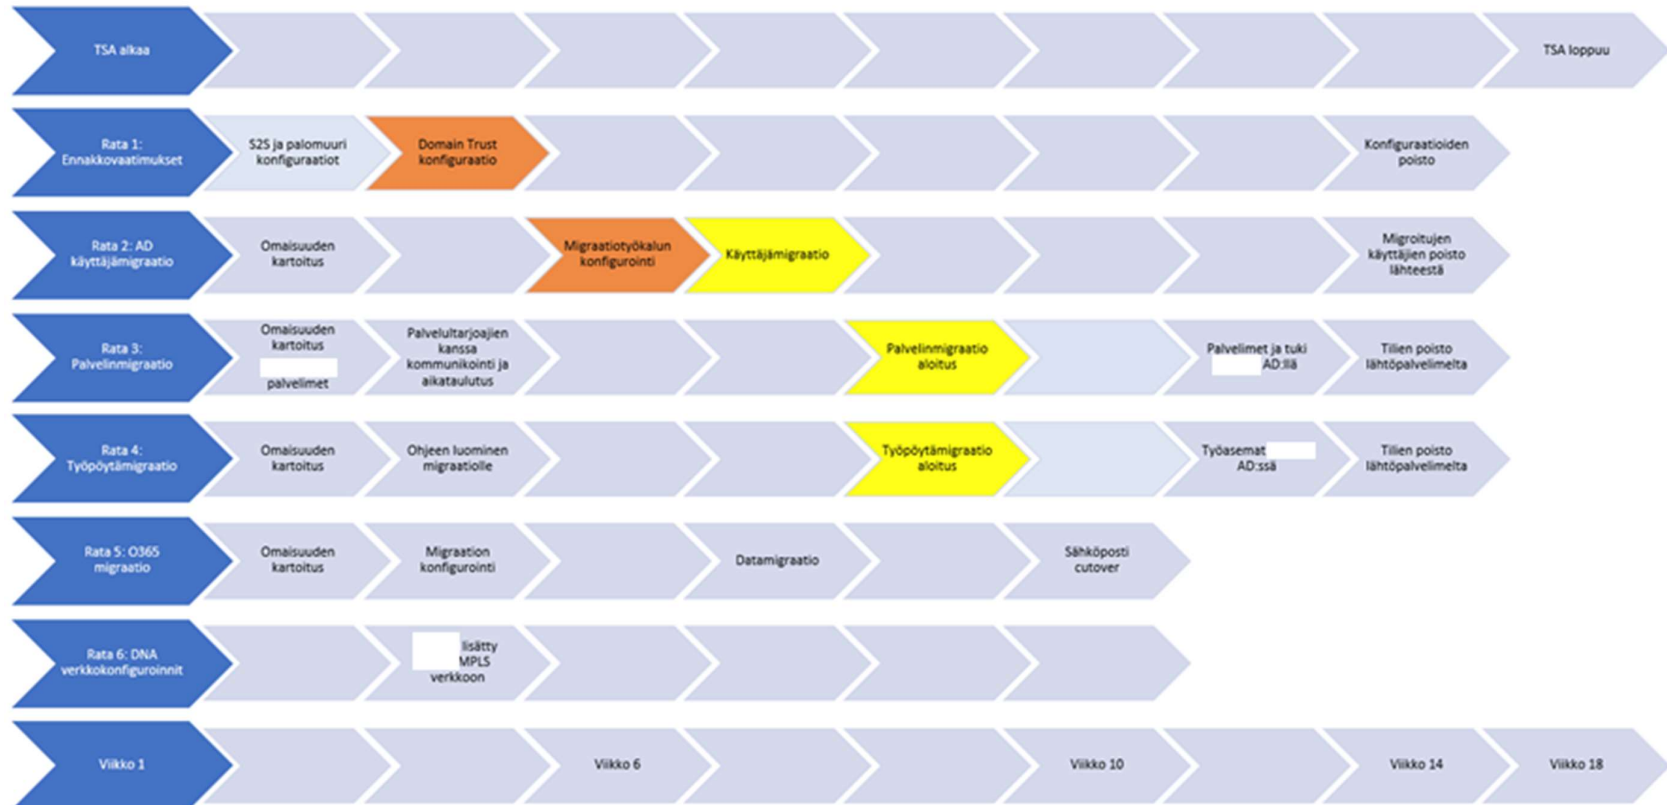 TSA alkaa
TSA loppuu
Rata 1:
Ennakkovaatimukset
S2S ja palomuuri
konfiguraatiot
Domain Trust
konfiguraatio
Konfiguraatioiden
poisto
Rata 2: AD
käyttäjämigraatio
Omaisuuden
kartoitus
Migraatiotyökalun
konfigurointi
Käyttäjämigraatio
Migroitujen
käyttäjien poisto
lähteestä
Rata 3:
Palvelinmigraatio
Omaisuuden
kartoitus
palvelimet
Palvelultarjoajien
kanssa
kommunikointi ja
aikataulutus
Palvelinmigraatio
aloitus
Palvelimet ja tuki
AD:llä
Tilien poisto
lähtöpalvelimelta
Rata 4:
Työpöytämigraatio
Omaisuuden
kartoitus
Ohjeen luominen
migraatiolle
Työpöytämigraatio
aloitus
Työasemat
AD:ssä
Tilien poisto
lähtöpalvelimelta
Rata 5: O365
migraatio
Omaisuuden
kartoitus
Migraation
konfigurointi
Datamigraatio
Sähköposti
cutover
Rata 6: DNA
verkkokonfiguroinnit
lisätty
MPLS
verkkoon
Viikko 1
Viikko 6
Viikko 10
Viikko 14
Viikko 18